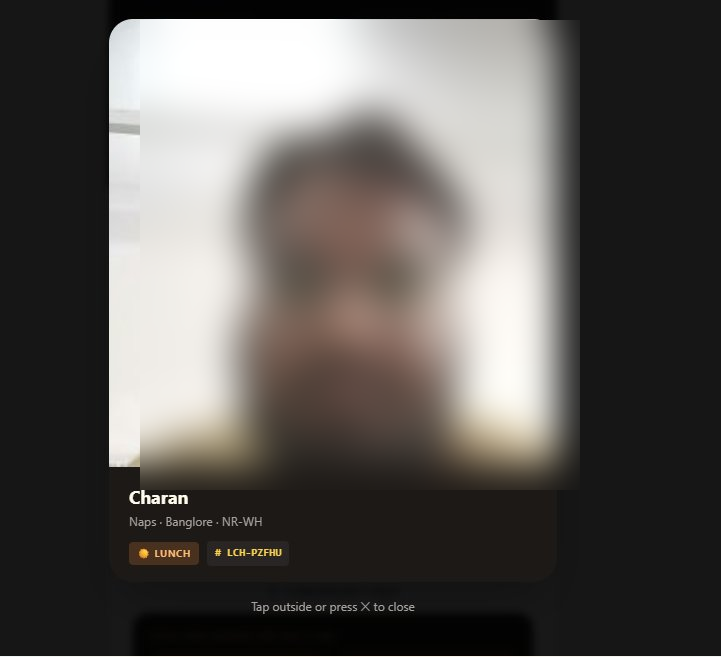 Charan
Naps · Banglore · NR-WH
LUNCH # LCH-PZFHU
Tap outside or press ✕ to close